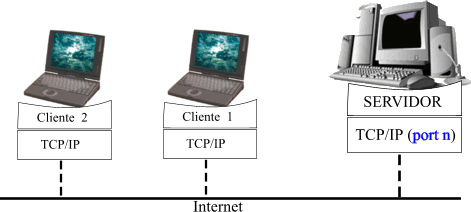 Cliente 2
TCP/IP
Cliente 1
TCP/IP
SERVIDOR
TCP/IP (port n)
Internet